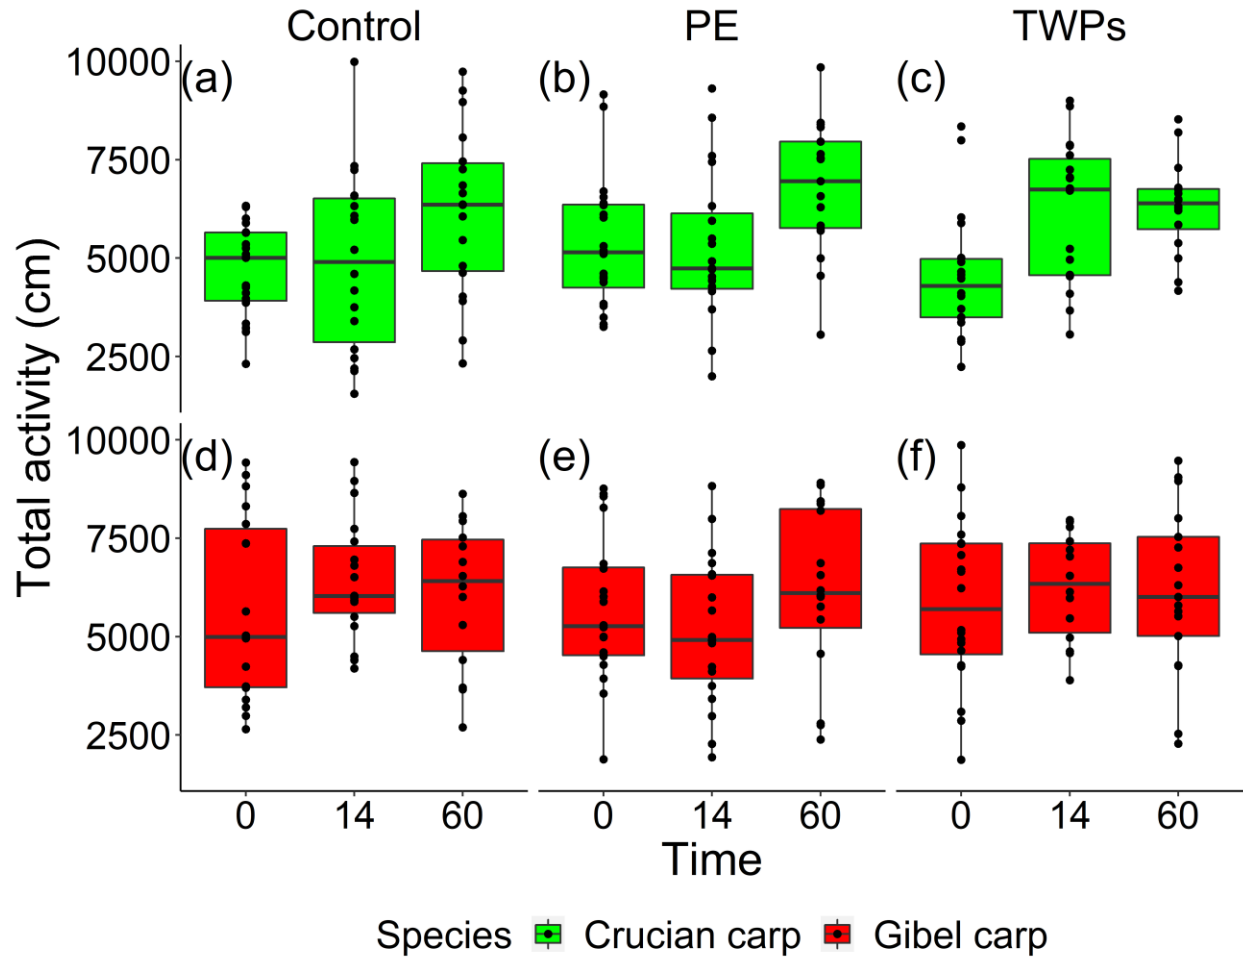 Control PE TWPs
Total activity (cm)
10000
7500
5000
2500
(a) (b) (c)
10000
7500
5000
2500
(d) (e) (f)
0 14 60 0 14 60 0 14 60
Time
Species Crucian carp Gibel carp